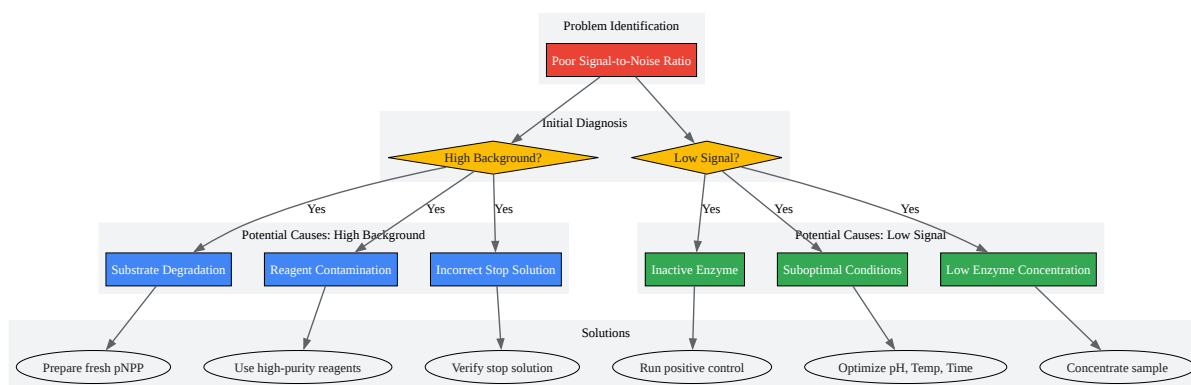 Problem Identification
Poor Signal-to-Noise Ratio
Initial Diagnosis
High Background?
Low Signal?
Yes
Yes
Yes
Yes
Yes
Yes
Potential Causes: High Background
Potential Causes: Low Signal
Substrate Degradation
Reagent Contamination
Incorrect Stop Solution
Inactive Enzyme
Suboptimal Conditions
Low Enzyme Concentration
Solutions
Prepare fresh pNPP
Use high-purity reagents
Verify stop solution
Run positive control
Optimize pH, Temp, Time
Concentrate sample